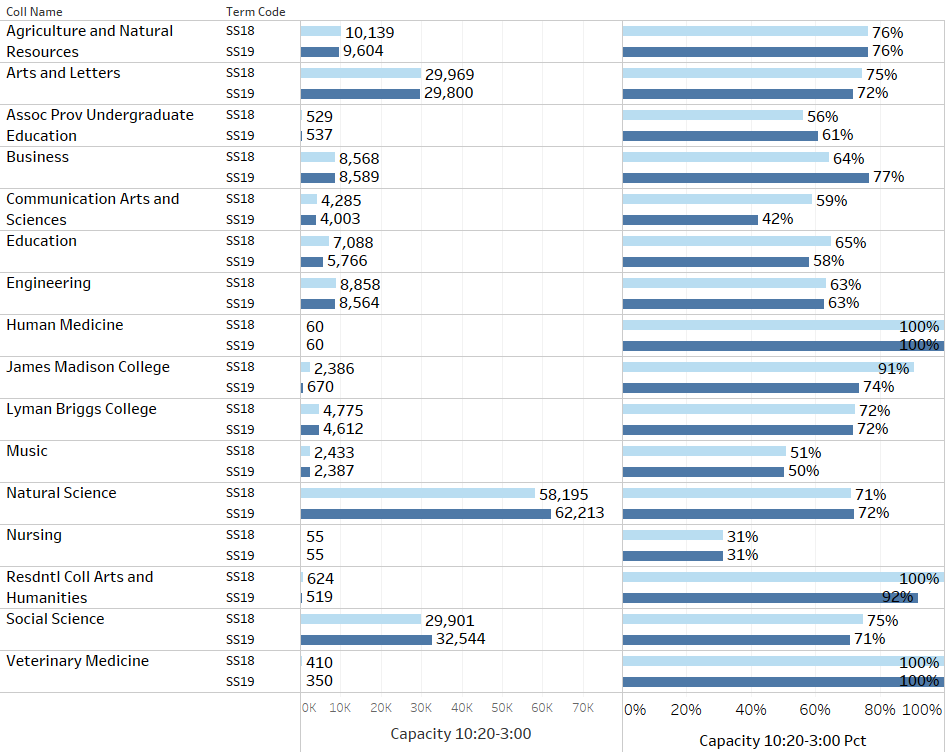 Coll Name Term Code
Agriculture and Natural SS18 10,139 76%
Resources SS19 9,604 76%
Arts and Letters SS18 29,969 75%
SS19 29,800 72%
Assoc Prov Undergraduate SS18 529 56%
Education SS19 537 61%
Business SS18 8,568 64%
SS19 8,589 77%
Communication Arts and SS18 4,285 59%
Sciences SS19 4,003 42%
Education SS18 7,088 65%
SS19 5,766 58%
Engineering SS18 8,858 63%
SS19 8,564 63%
Human Medicine SS18 60 100%
SS19 60 100%
James Madison College SS18 2,386 91%
SS19 670 74%
Lyman Briggs College SS18 4,775 72%
SS19 4,612 72%
Music SS18 2,433 51%
SS19 2,387 50%
Natural Science SS18 58,195 71%
SS19 62,213 72%
Nursing SS18 55 31%
SS19 55 31%
Resdntl Coll Arts and SS18 624 100%
Humanities SS19 519 92%
Social Science SS18 29,901 75%
SS19 32,544 71%
Veterinary Medicine SS18 410 100%
SS19 350 100%
0K 10K 20K 30K 40K 50K 60K 70K 0% 20% 40% 60% 80% 100%
Capacity 10:20-3:00 Capacity 10:20-3:00 Pct